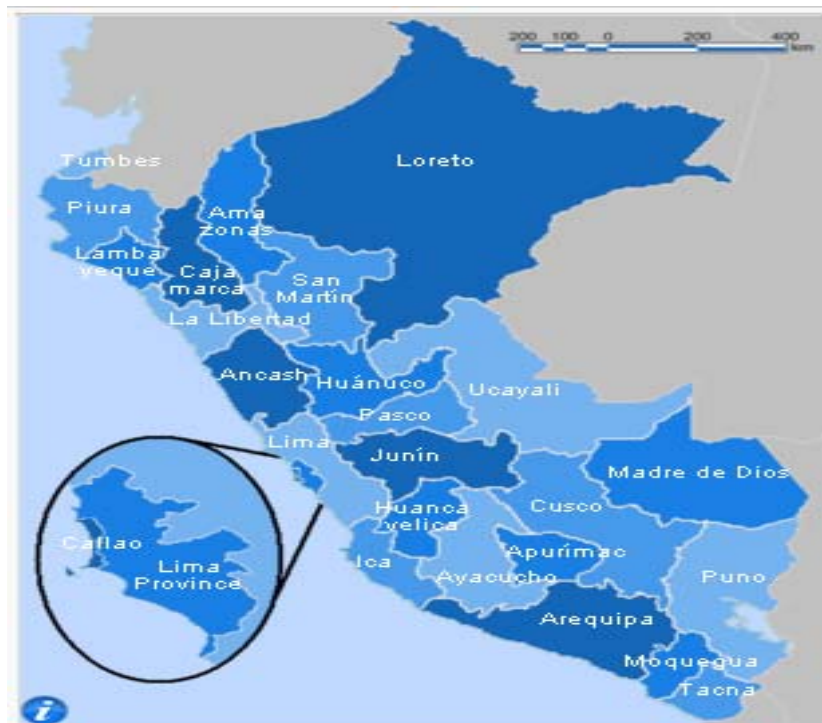 200 100 0 200 400
km
Tumbes
Loreto
Piura
Ama
zonas
Lamba
yeque
Caja
marca
San
Martín
La Libertad
Ancash
Huánuco
Ucayali
Pasco
Lima
Junín
Madre de Dios
Huanca
velica
Cusco
Callao
Lima
Province
Ica
Apurímac
Ayacucho
Puno
Arequipa
Moquegua
Tacna
i